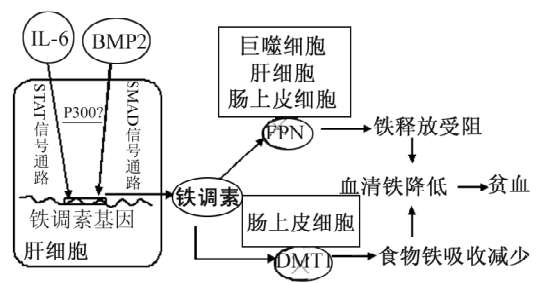 IL-6
BMP2
STAT信号通路
P300?
SMAD信号通路
铁调素基因
肝细胞
铁调素
巨噬细胞
肝细胞
肠上皮细胞
FPN
铁释放受阻
血清铁降低
贫血
肠上皮细胞
DMT1
食物铁吸收减少